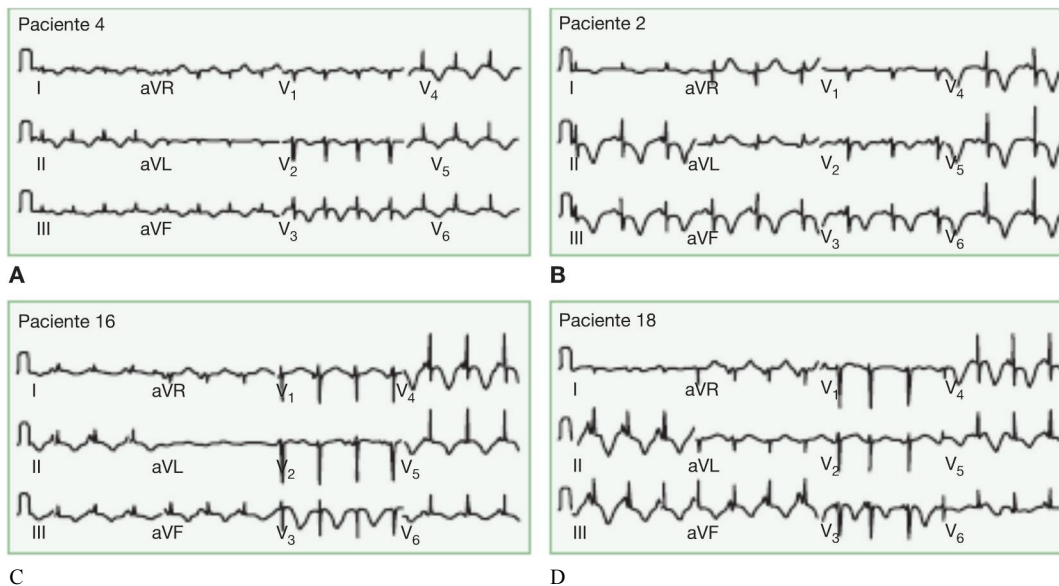 Paciente 4
I aVR V1 V4
II aVL V2 V5
III aVF V3 V6
A
Paciente 2
I aVR V1 V4
II aVL V2 V5
III aVF V3 V6
B
Paciente 16
I aVR V1 V4
II aVL V2 V5
III aVF V3 V6
C
Paciente 18
I aVR V1 V4
II aVL V2 V5
III aVF V3 V6
D